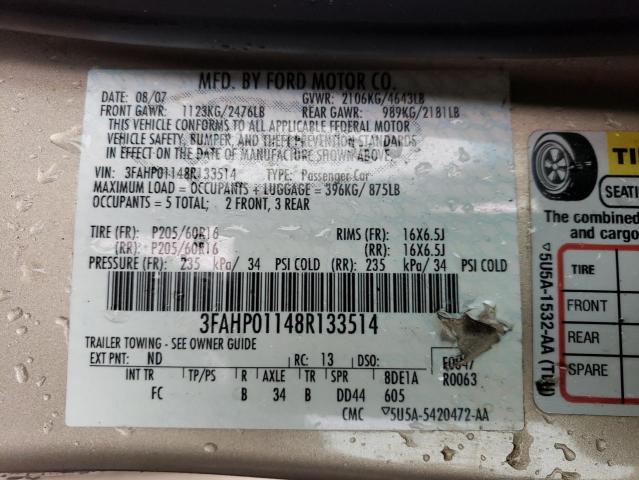 MFD. BY FORD MOTOR CO.
DATE: 08/07 GVWR: 2106KG/4643LB
FRONT GAWR: 1123KG/2476LB REAR GAWR: 989KG/2181LB
THIS VEHICLE CONFORMS TO ALL APPLICABLE FEDERAL MOTOR
VEHICLE SAFETY, BUMPER, AND THEFT PREVENTION STANDARDS
IN EFFECT ON THE DATE OF MANUFACTURE SHOWN ABOVE.
VIN: 3FAHP01148R133514 TYPE: Passenger Car
MAXIMUM LOAD = OCCUPANTS + LUGGAGE = 396KG/ 875LB
OCCUPANTS = 5 TOTAL; 2 FRONT, 3 REAR
TIRE (FR): P205/60R16 RIMS (FR): 16X6.5J
(RR): P205/60R16 (RR): 16X6.5J
PRESSURE (FR): 235 kPa/ 34 PSI COLD (RR): 235 kPa/ 34 PSI COLD
3FAHP01148R133514
TRAILER TOWING - SEE OWNER GUIDE
EXT PNT: ND RC: 13 DSO: E0047
R0063
INT TR TP/PS R AXLE TR SPR 8DE1A
FC B 34 B DD44 605
CMC ▽5U5A-5420472-AA
TI
SEATI
The combined
and cargo
TIRE
FRONT
REAR
SPARE
▽5U5A-1532-AA